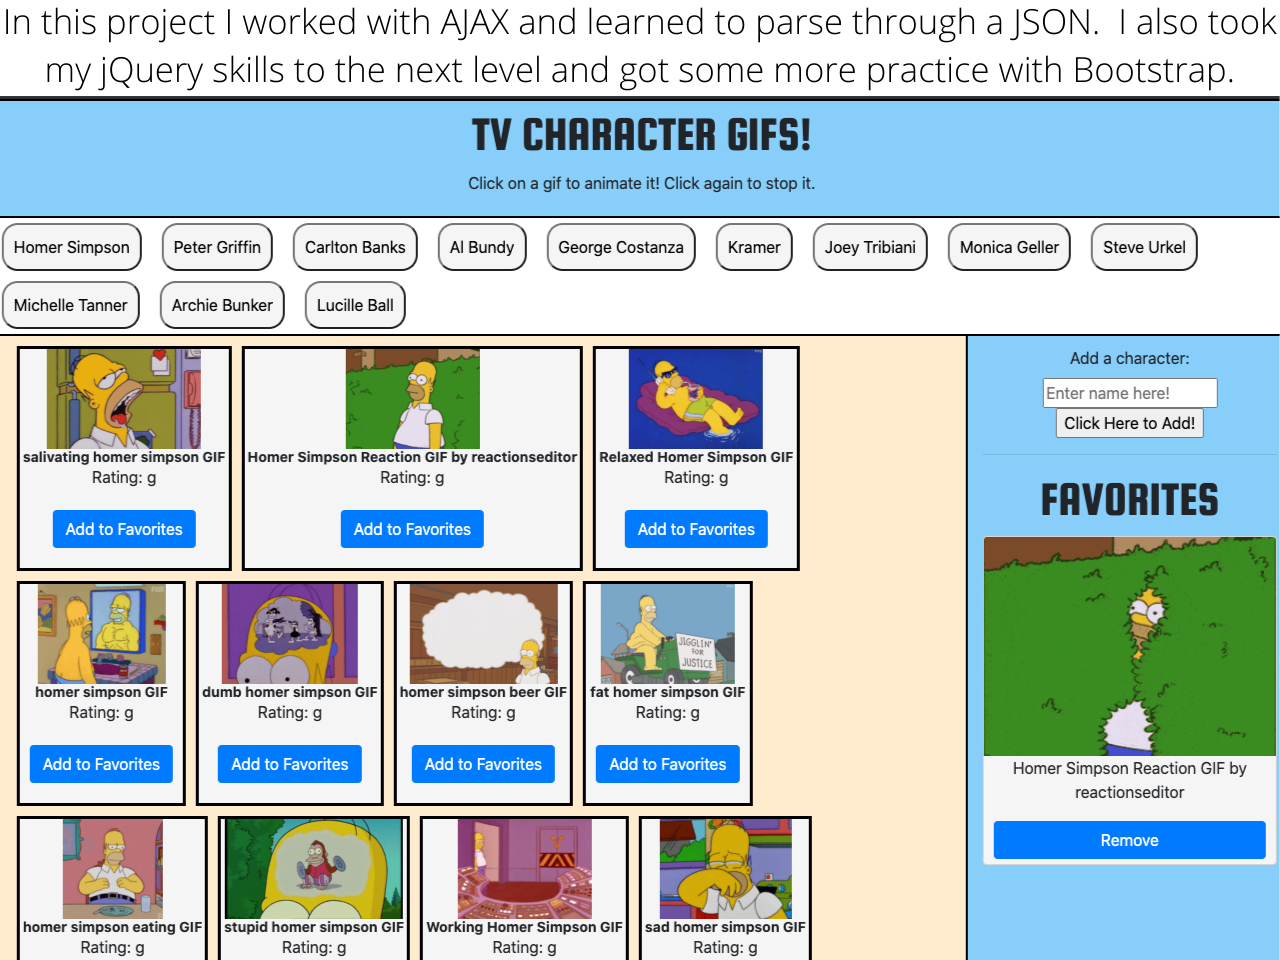 In this project I worked with AJAX and learned to parse through a JSON.  I also took
my jQuery skills to the next level and got some more practice with Bootstrap.
TV CHARACTER GIFS!
Click on a gif to animate it! Click again to stop it.
Homer Simpson Peter Griffin Carlton Banks Al Bundy George Costanza Kramer Joey Tribiani Monica Geller Steve Urkel
Michelle Tanner Archie Bunker Lucille Ball
salivating homer simpson GIF
Rating: g
Add to Favorites
Homer Simpson Reaction GIF by reactionseditor
Rating: g
Add to Favorites
Relaxed Homer Simpson GIF
Rating: g
Add to Favorites
homer simpson GIF
Rating: g
Add to Favorites
dumb homer simpson GIF
Rating: g
Add to Favorites
homer simpson beer GIF
Rating: g
Add to Favorites
JIGGLIN'
FOR
JUSTICE
fat homer simpson GIF
Rating: g
Add to Favorites
homer simpson eating GIF
Rating: g
stupid homer simpson GIF
Rating: g
Working Homer Simpson GIF
Rating: g
sad homer simpson GIF
Rating: g
Add a character:
Enter name here!
Click Here to Add!
FAVORITES
Homer Simpson Reaction GIF by
reactionseditor
Remove